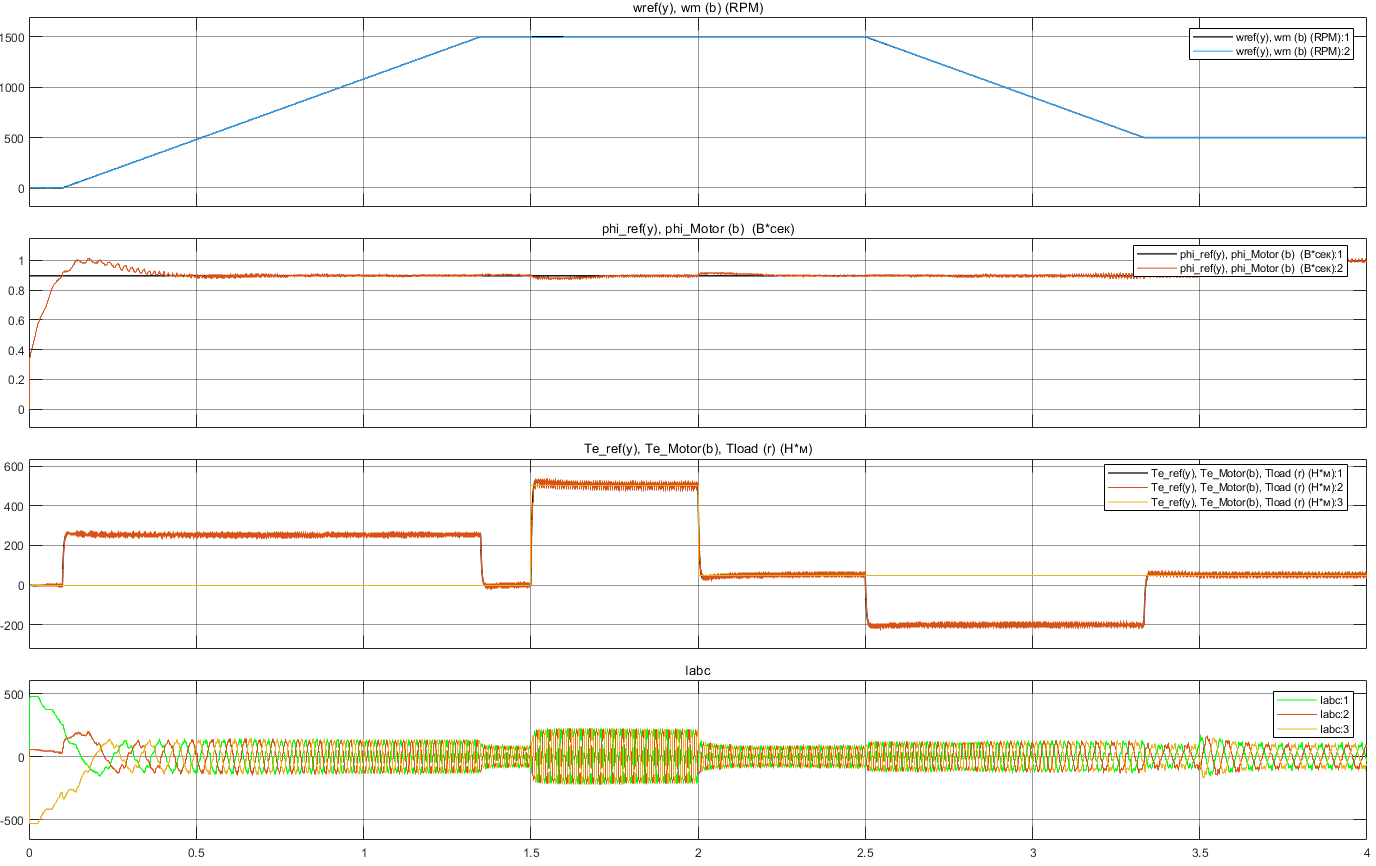 wref(y), wm (b) (RPM)
1500
1000
500
0
wref(y), wm (b) (RPM):1
wref(y), wm (b) (RPM):2
phi_ref(y), phi_Motor (b)  (В*сек)
1
0.8
0.6
0.4
0.2
0
phi_ref(y), phi_Motor (b)  (В*сек):1
phi_ref(y), phi_Motor (b)  (В*сек):2
Te_ref(y), Te_Motor(b), Tload (r) (Н*м)
600
400
200
0
-200
Te_ref(y), Te_Motor(b), Tload (r) (Н*м):1
Te_ref(y), Te_Motor(b), Tload (r) (Н*м):2
Te_ref(y), Te_Motor(b), Tload (r) (Н*м):3
Iabc
500
0
-500
Iabc:1
Iabc:2
Iabc:3
0 0.5 1 1.5 2 2.5 3 3.5 4